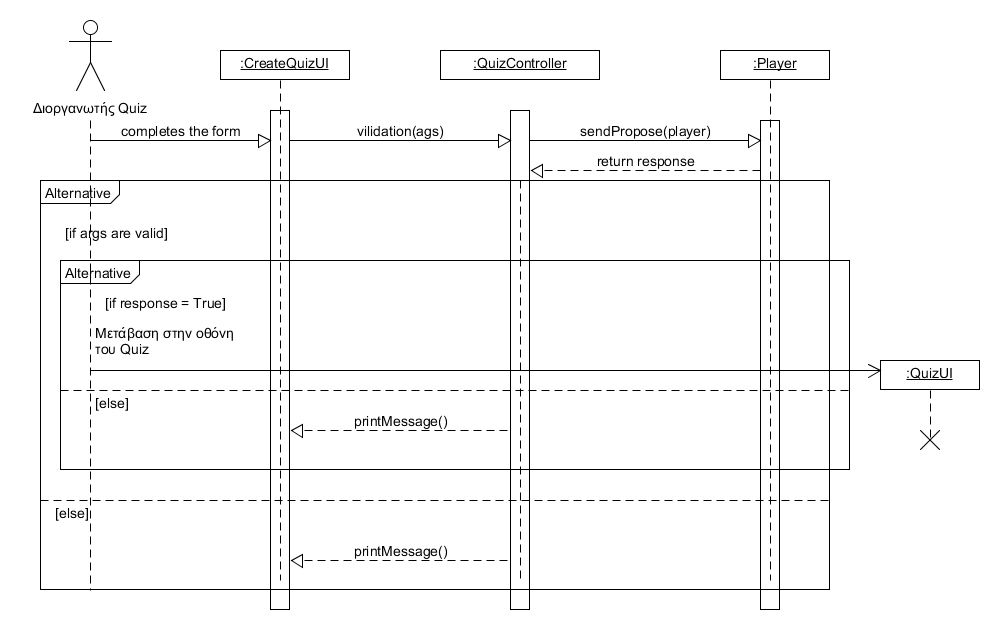 :CreateQuizUI
:QuizController
:Player
Διοργανωτής Quiz
completes the form
vilidation(ags)
sendPropose(player)
return response
Alternative
[if args are valid]
Alternative
[if response = True]
Μετάβαση στην οθόνη
του Quiz
:QuizUI
[else]
printMessage()
[else]
printMessage()